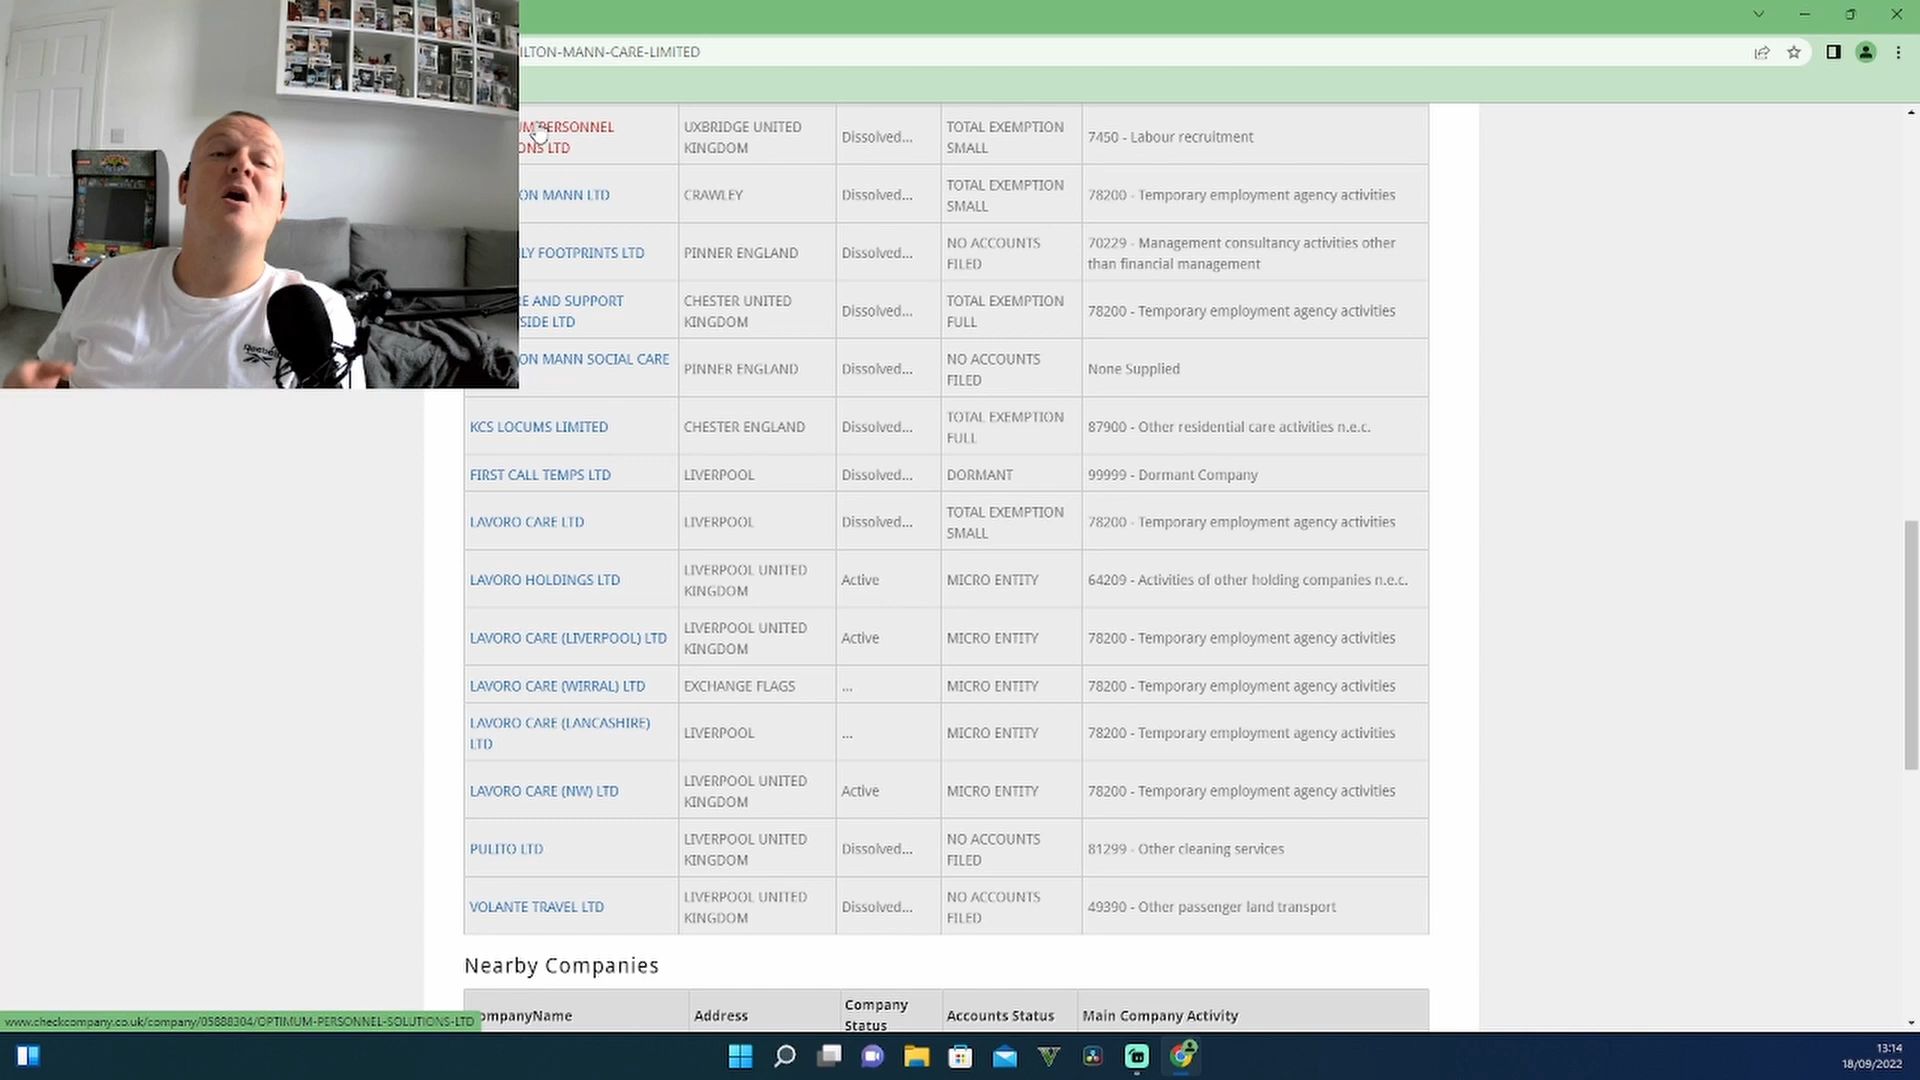 ILTON-MANN-CARE-LIMITED
UM PERSONNEL
ONS LTD
UXBRIDGE UNITED
KINGDOM
Dissolved...
TOTAL EXEMPTION
SMALL
7450 - Labour recruitment
ON MANN LTD
CRAWLEY
Dissolved...
TOTAL EXEMPTION
SMALL
78200 - Temporary employment agency activities
LY FOOTPRINTS LTD
PINNER ENGLAND
Dissolved...
NO ACCOUNTS
FILED
70229 - Management consultancy activities other
than financial management
RE AND SUPPORT
SIDE LTD
CHESTER UNITED
KINGDOM
Dissolved...
TOTAL EXEMPTION
FULL
78200 - Temporary employment agency activities
ON MANN SOCIAL CARE
PINNER ENGLAND
Dissolved...
NO ACCOUNTS
FILED
None Supplied
KCS LOCUMS LIMITED
CHESTER ENGLAND
Dissolved...
TOTAL EXEMPTION
FULL
87900 - Other residential care activities n.e.c.
FIRST CALL TEMPS LTD
LIVERPOOL
Dissolved...
DORMANT
99999 - Dormant Company
LAVORO CARE LTD
LIVERPOOL
Dissolved...
TOTAL EXEMPTION
SMALL
78200 - Temporary employment agency activities
LAVORO HOLDINGS LTD
LIVERPOOL UNITED
KINGDOM
Active
MICRO ENTITY
64209 - Activities of other holding companies n.e.c.
LAVORO CARE (LIVERPOOL) LTD
LIVERPOOL UNITED
KINGDOM
Active
MICRO ENTITY
78200 - Temporary employment agency activities
LAVORO CARE (WIRRAL) LTD
EXCHANGE FLAGS
...
MICRO ENTITY
78200 - Temporary employment agency activities
LAVORO CARE (LANCASHIRE)
LTD
LIVERPOOL
...
MICRO ENTITY
78200 - Temporary employment agency activities
LAVORO CARE (NW) LTD
LIVERPOOL UNITED
KINGDOM
Active
MICRO ENTITY
78200 - Temporary employment agency activities
PULITO LTD
LIVERPOOL UNITED
KINGDOM
Dissolved...
NO ACCOUNTS
FILED
81299 - Other cleaning services
VOLANTE TRAVEL LTD
LIVERPOOL UNITED
KINGDOM
Dissolved...
NO ACCOUNTS
FILED
49390 - Other passenger land transport
Nearby Companies
ompanyName
Address
Company
Status
Accounts Status
Main Company Activity
www.checkcompany.co.uk/company/05888304/OPTIMUM-PERSONNEL-SOLUTIONS-LTD
Reebok
13:14
18/09/2022